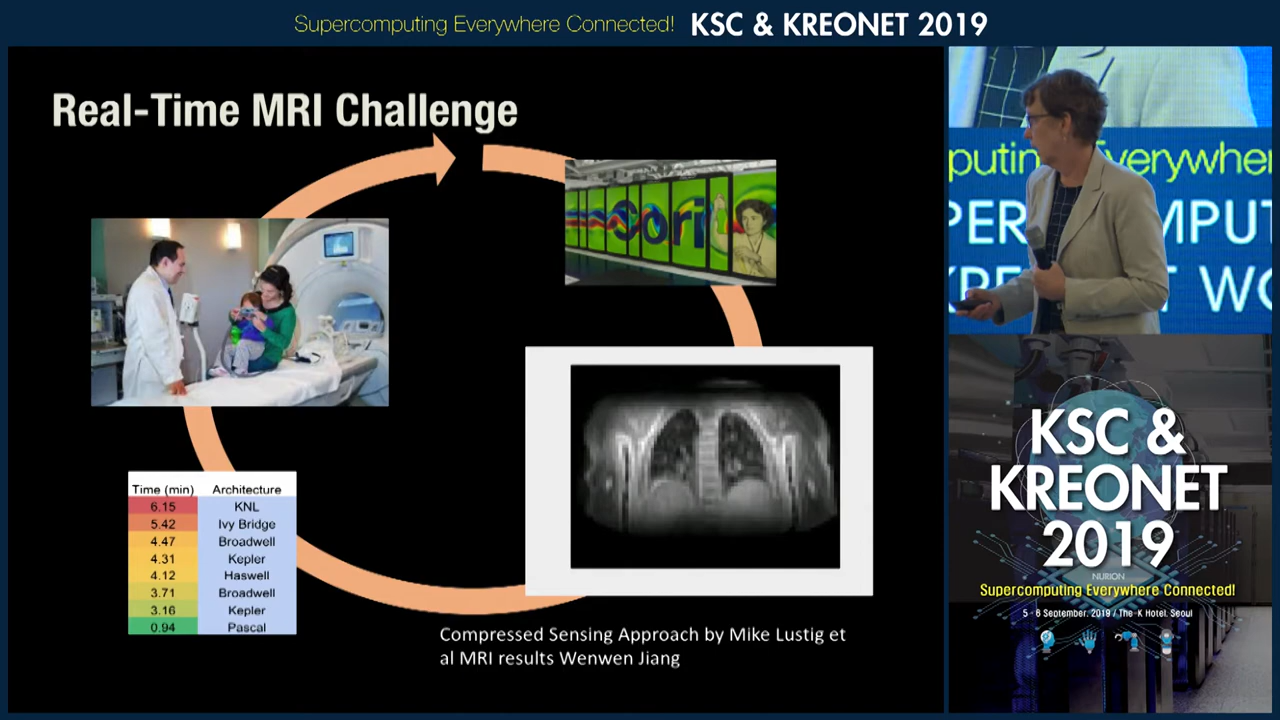 Supercomputing Everywhere Connected! KSC & KREONET 2019
Real-Time MRI Challenge
cori
Time (min) Architecture
6.15 KNL
5.42 Ivy Bridge
4.47 Broadwell
4.31 Kepler
4.12 Haswell
3.71 Broadwell
3.16 Kepler
0.94 Pascal
Compressed Sensing Approach by Mike Lustig et
al MRI results Wenwen Jiang
KSC &
KREONET
2019
NURION
Supercomputing Everywhere Connected!
5 - 6 September, 2019 / The K Hotel, Seoul